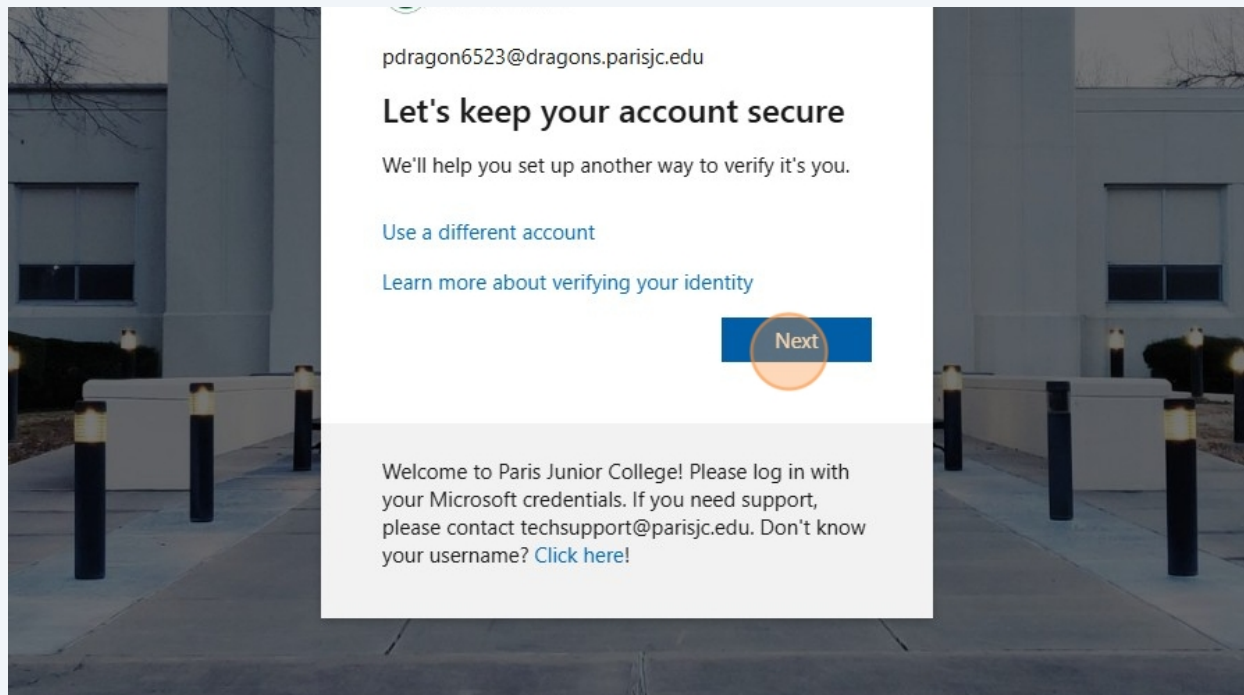 pdragon6523@dragons.parisjc.edu
Let's keep your account secure
We'll help you set up another way to verify it's you.
Use a different account
Learn more about verifying your identity
Next
Welcome to Paris Junior College! Please log in with
your Microsoft credentials. If you need support,
please contact techsupport@parisjc.edu. Don't know
your username? Click here!